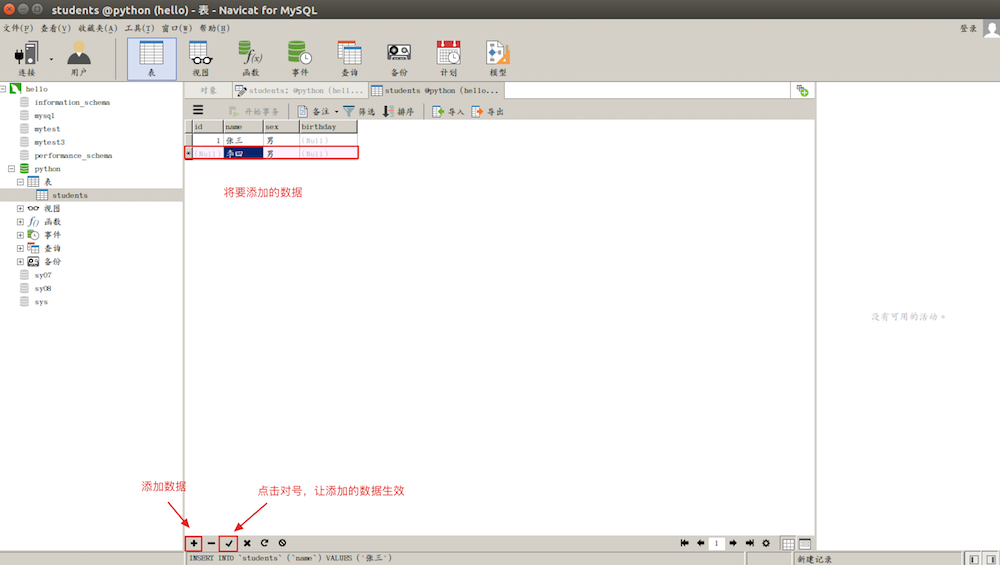 students @python (hello) - 表 - Navicat for MySQL
文件(F) 查看(V) 收藏夹(A) 工具(T) 窗口(W) 帮助(H) 登录
连接 用户 表 视图 函数 事件 查询 备份 计划 模型
hello
information_schema
mysql
mytest
mytest3
performance_schema
python
表
students
视图
函数
事件
查询
备份
sy07
sy08
sys
对象 students: @python (hell... students @python (hello...
开始事务 备注 筛选 排序 导入 导出
id name sex birthday
1 张三 男 (Null)
(Null) 李四 男 (Null)
将要添加的数据
没有可用的活动。
添加数据
点击对号，让添加的数据生效
1
INSERT INTO `students` (`name`) VALUES ('张三')
新建记录